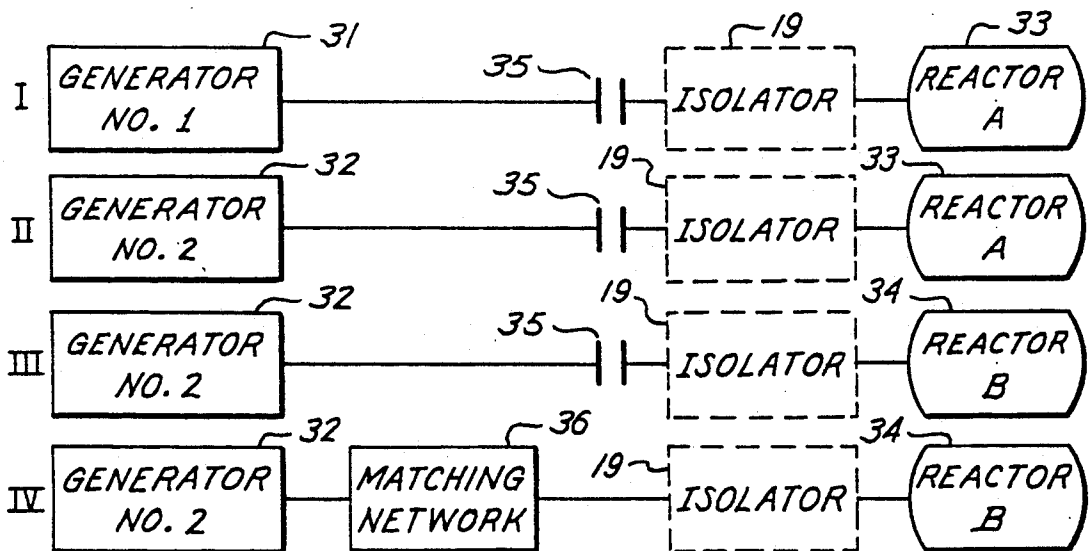 31 19 33
I GENERATOR NO. 1 35 ISOLATOR REACTOR A
32 19 33
II GENERATOR NO. 2 35 ISOLATOR REACTOR A
32 19 34
III GENERATOR NO. 2 35 ISOLATOR REACTOR B
32 36 34
IV GENERATOR NO. 2 MATCHING NETWORK 19 ISOLATOR REACTOR B